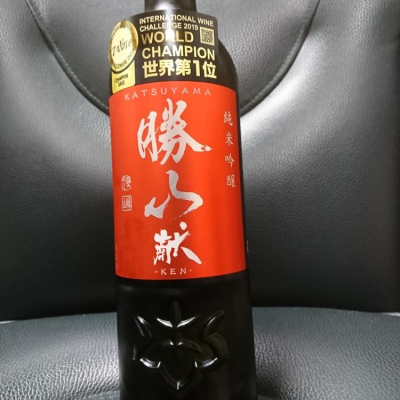 INTERNATIONAL WINE
CHALLENGE 2019
WORLD
CHAMPION
世界第1位
KATSUYAMA
純米吟醸
勝山
献
-KEN-